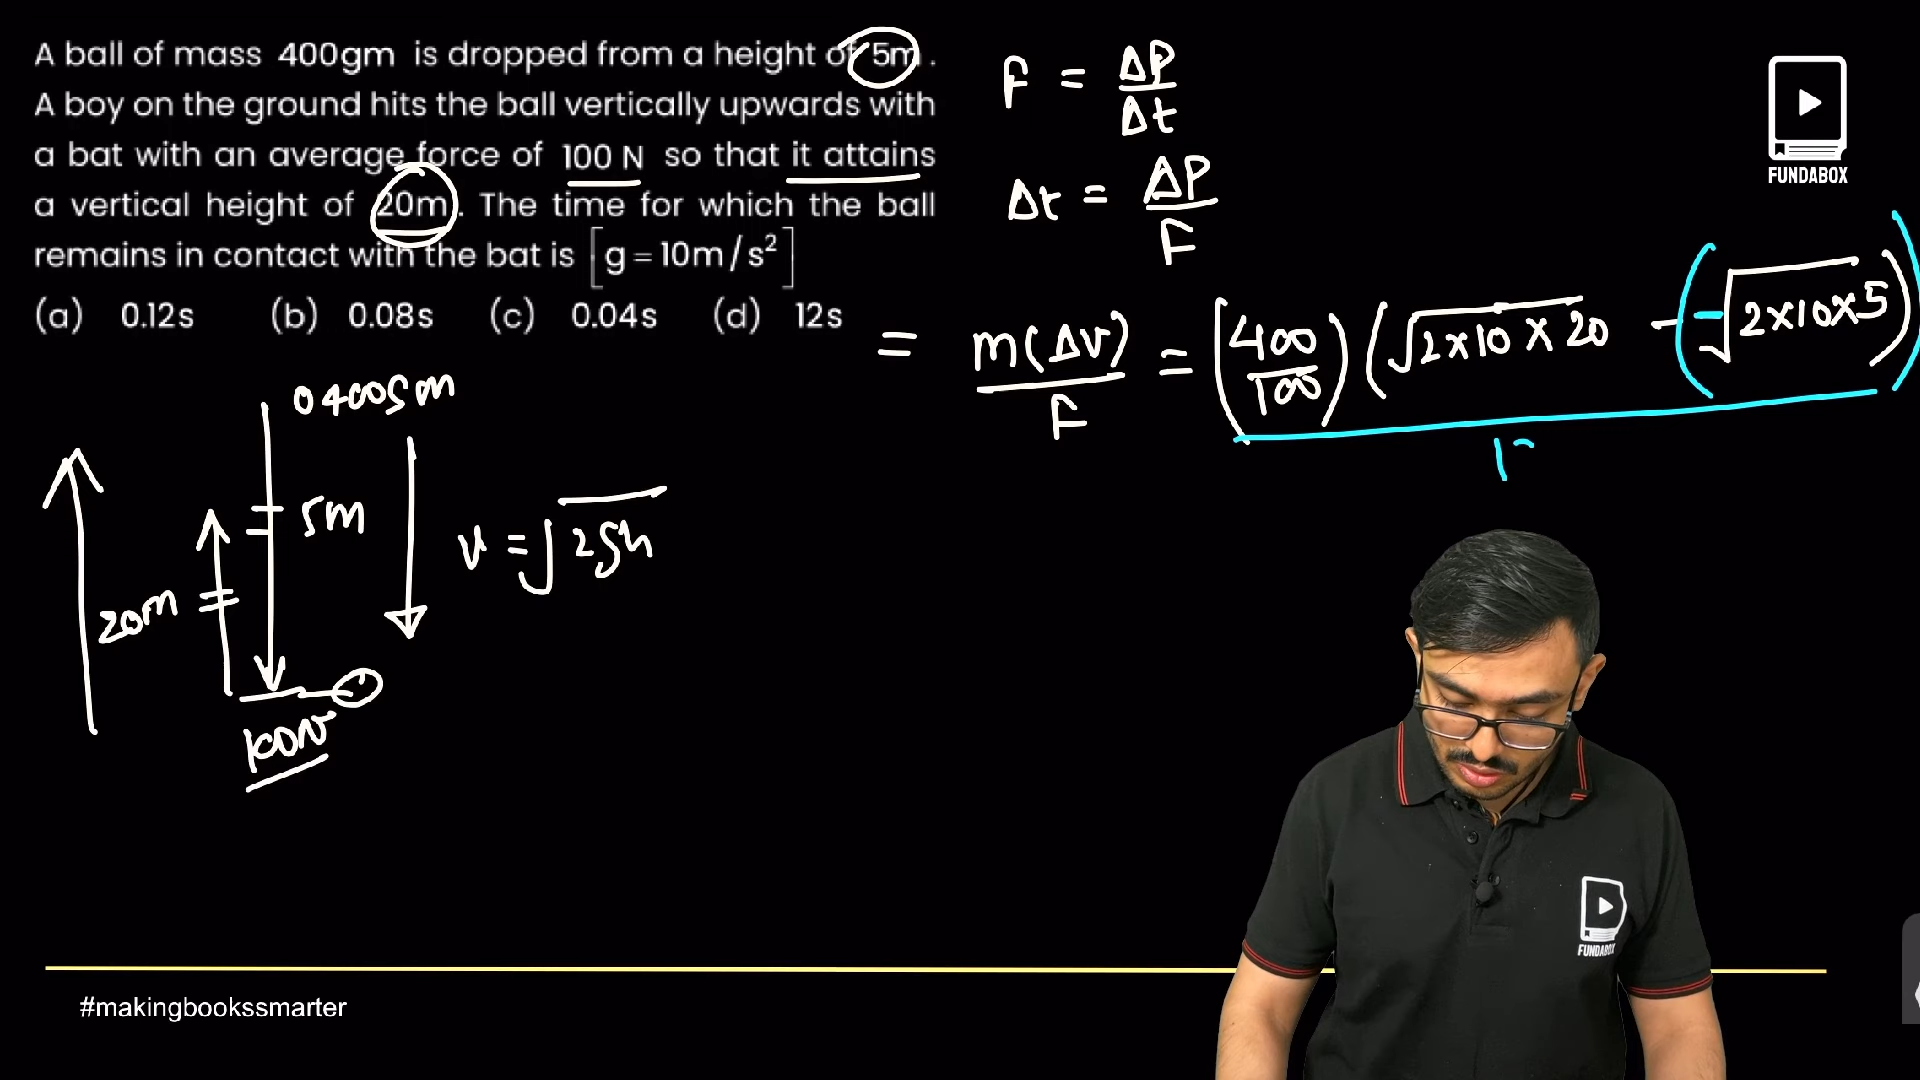 A ball of mass 400gm is dropped from a height of 5m.
A boy on the ground hits the ball vertically upwards with
a bat with an average force of 100 N so that it attains
a vertical height of 20m. The time for which the ball
remains in contact with the bat is [g = 10m/s²]
(a) 0.12s (b) 0.08s (c) 0.04s (d) 12s
F = ΔP/Δt
Δt = ΔP/F
= m(Δv)/F = (400/100)(√2×10×20 - (-√2×10×5))
FUNDABOX
5m
20m
v = √2gh
100N
FUNDABOX
#makingbookssmarter